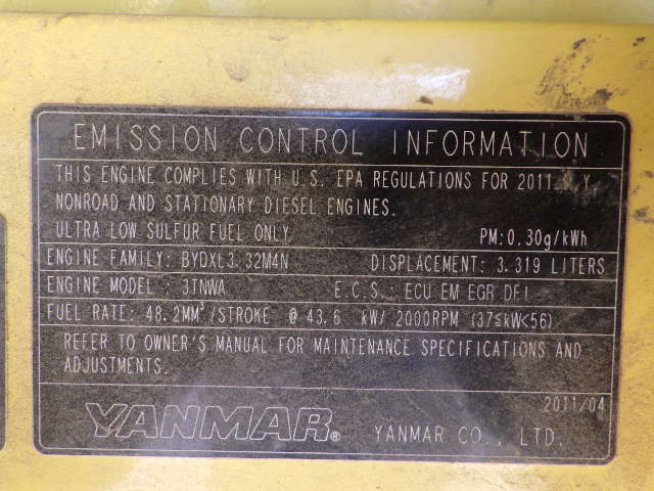 EMISSION CONTROL INFORMATION
THIS ENGINE COMPLIES WITH U.S. EPA REGULATIONS FOR 2011 M.Y.
NONROAD AND STATIONARY DIESEL ENGINES.
ULTRA LOW SULFUR FUEL ONLY PM:0.30g/kWh
ENGINE FAMILY: BYDXL3.32M4N DISPLACEMENT: 3.319 LITERS
ENGINE MODEL : 3TNWA E.C.S.: ECU EM EGR DFI
FUEL RATE: 48.2MM³/STROKE @ 43.6 kW/ 2000RPM (37≤kW<56)
REFER TO OWNER'S MANUAL FOR MAINTENANCE SPECIFICATIONS AND
ADJUSTMENTS.
2011/04
YANMAR® YANMAR CO., LTD.